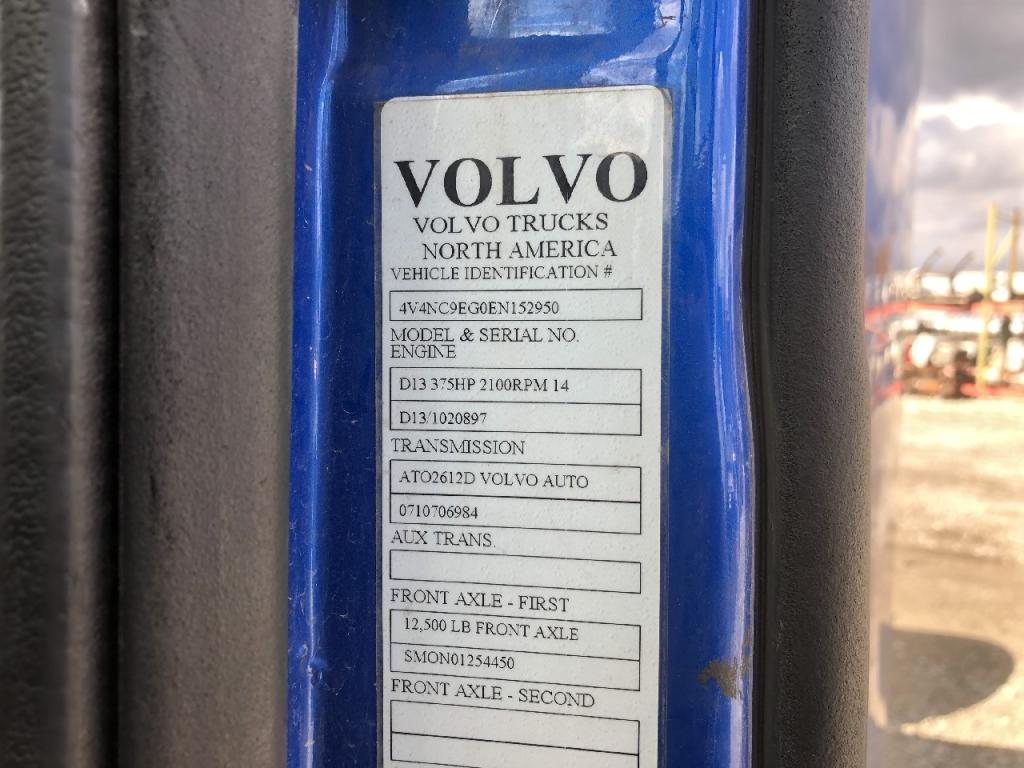 VOLVO
VOLVO TRUCKS
NORTH AMERICA
VEHICLE IDENTIFICATION #
4V4NC9EG0EN152950
MODEL & SERIAL NO.
ENGINE
D13 375HP 2100RPM 14
D13/1020897
TRANSMISSION
ATO2612D VOLVO AUTO
0710706984
AUX TRANS.
FRONT AXLE - FIRST
12,500 LB FRONT AXLE
SMON01254450
FRONT AXLE - SECOND